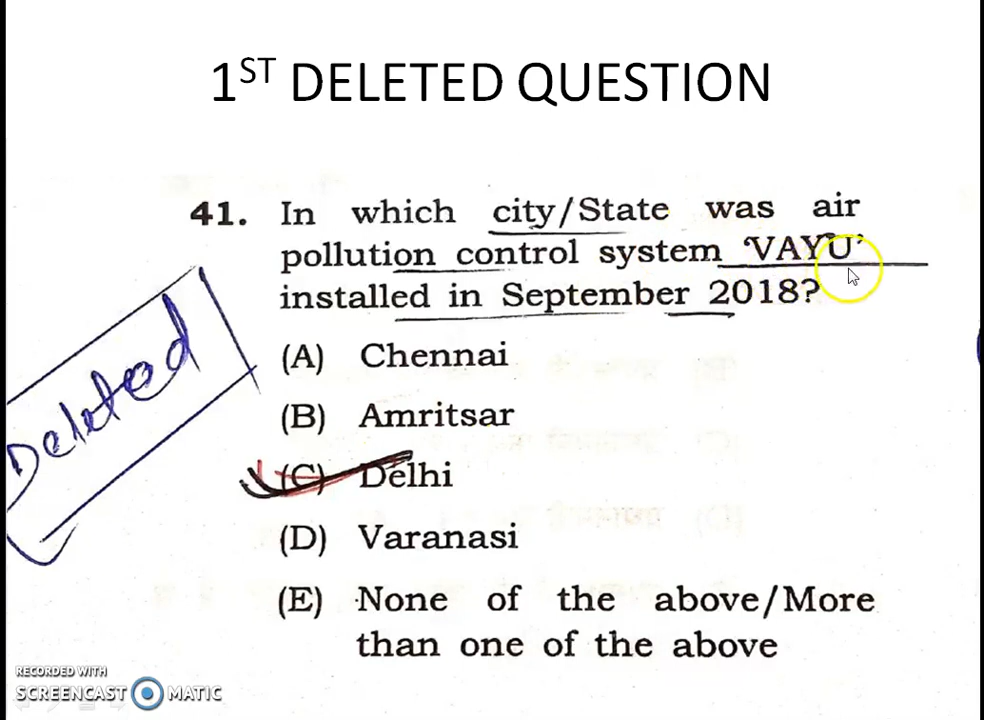 1ST DELETED QUESTION
41. In which city/State was air
pollution control system ‘VAYU’
installed in September 2018?
(A) Chennai
(B) Amritsar
(C) Delhi
(D) Varanasi
(E) None of the above/More
than one of the above
Deleted
RECORDED WITH
SCREENCAST MATIC